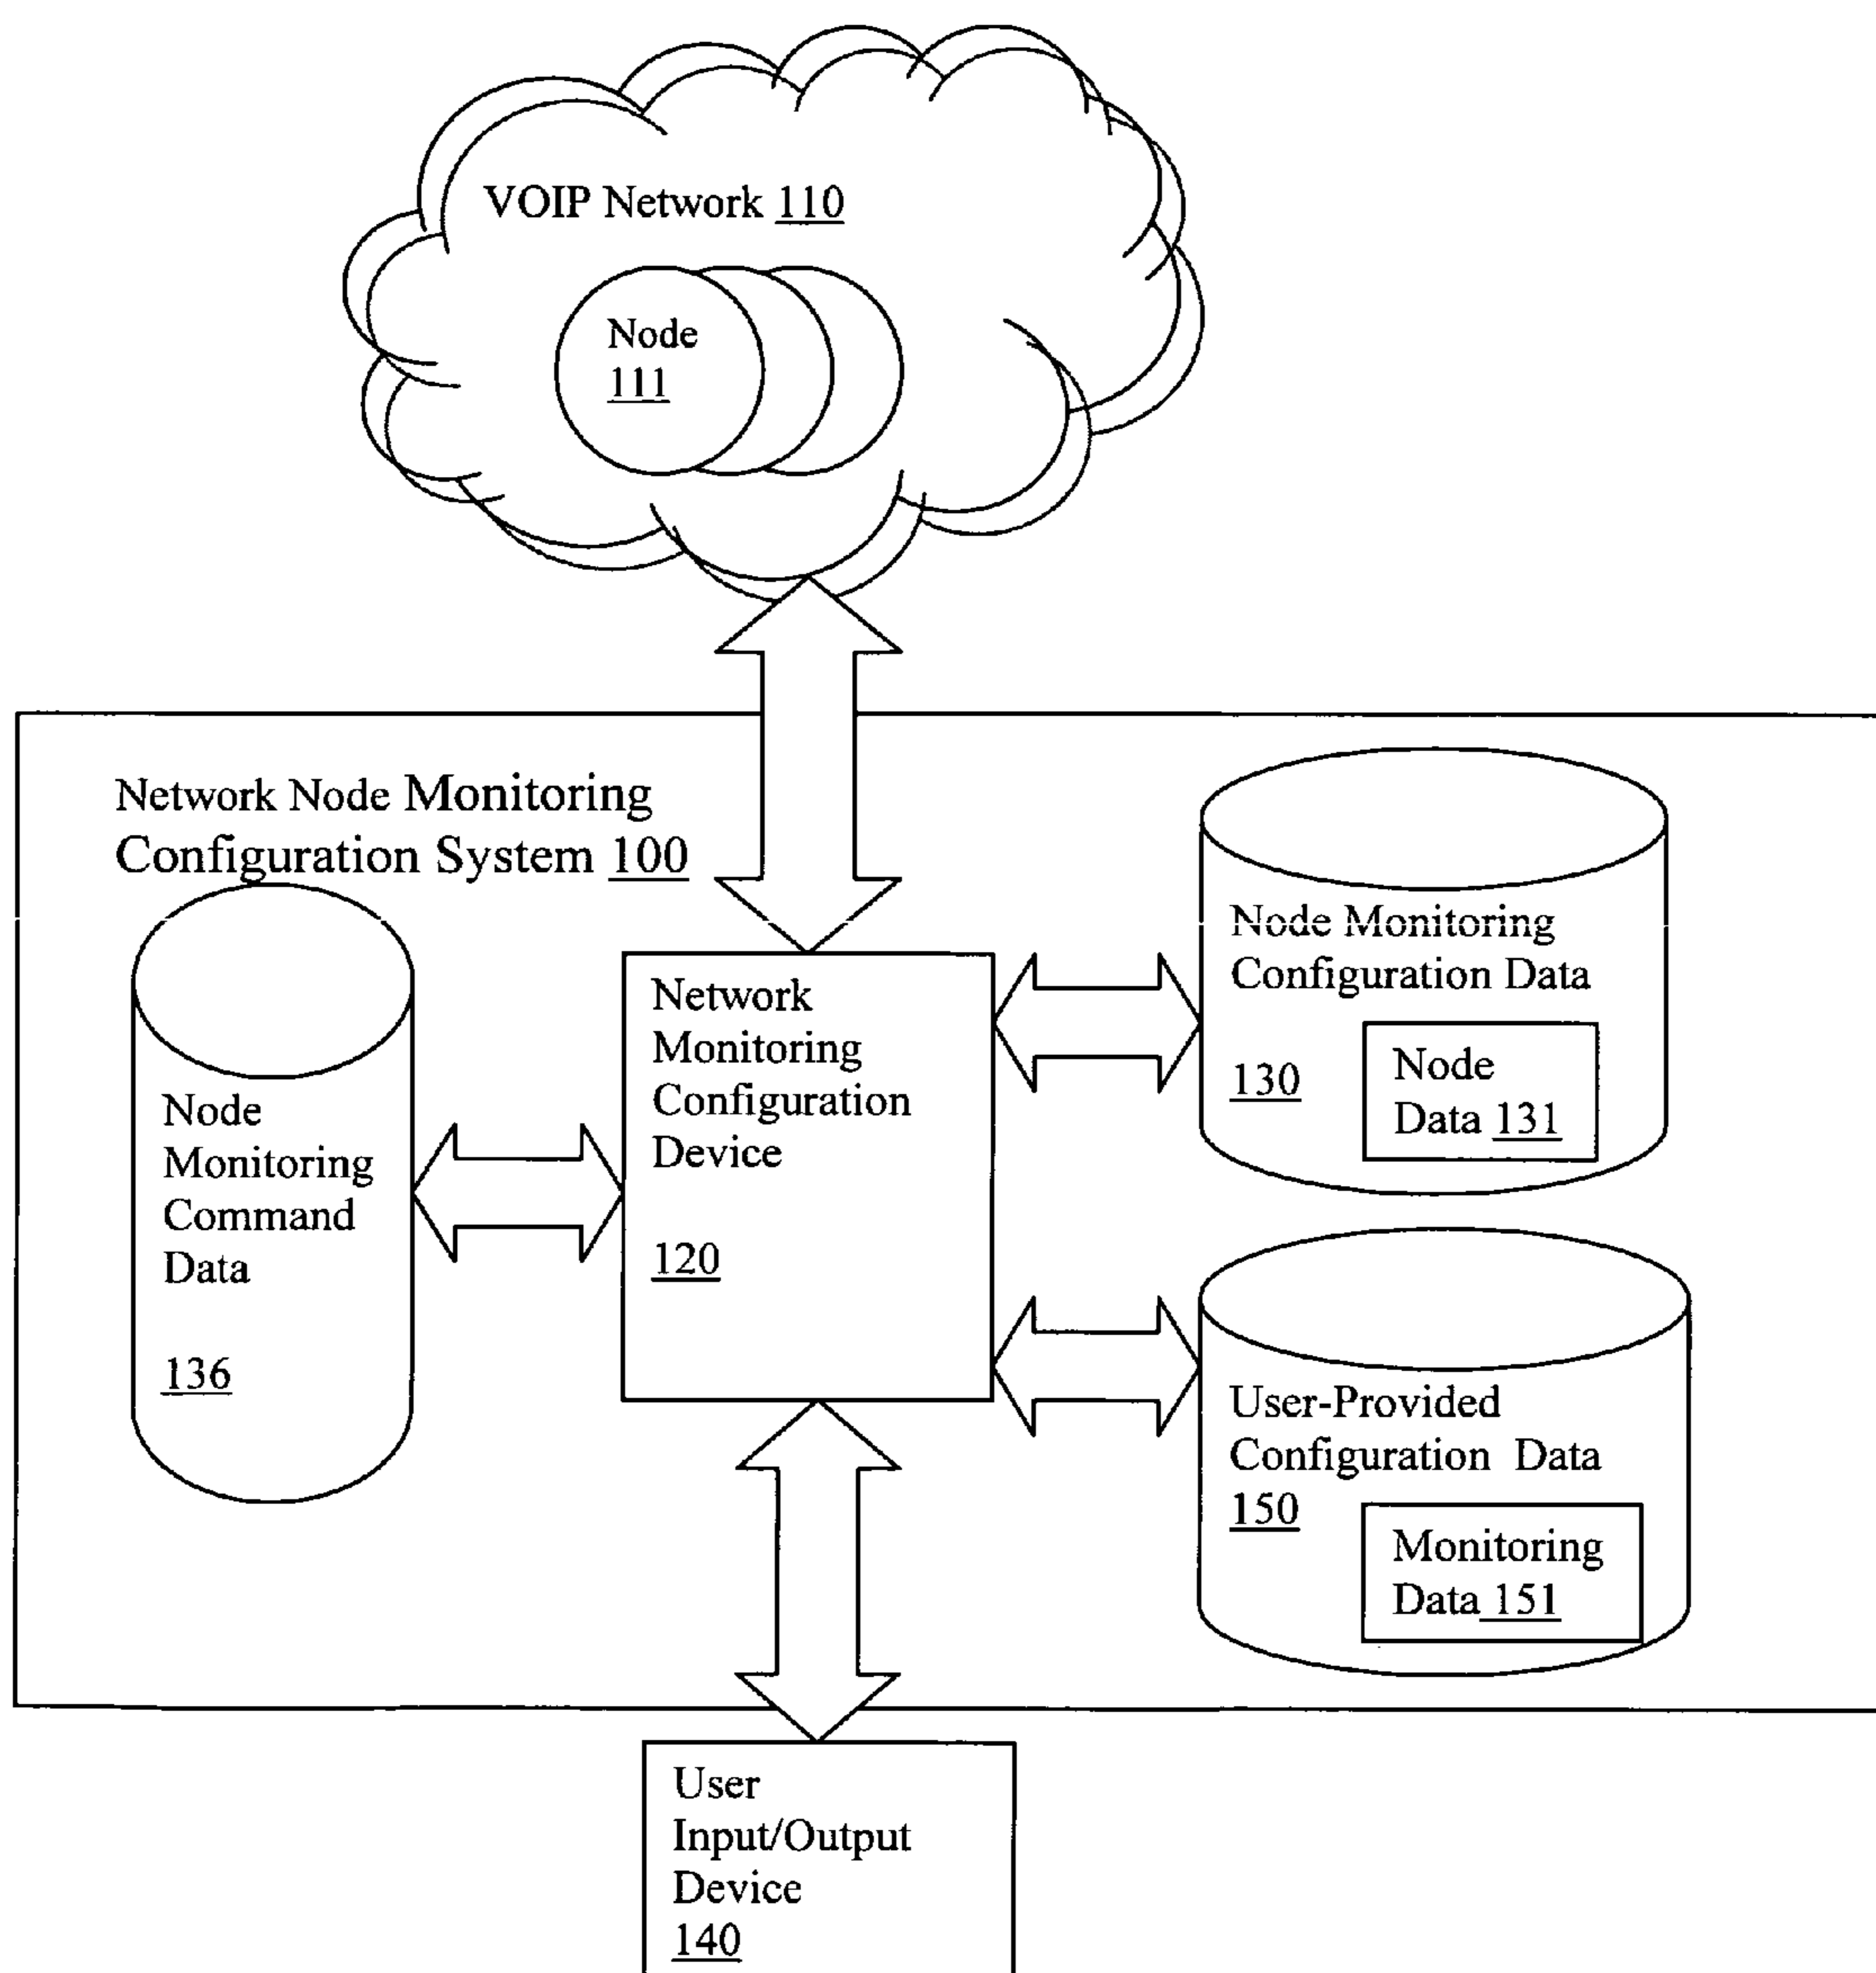 VOIP Network 110
Node
111
Network Node Monitoring
Configuration System 100
Node Monitoring
Configuration Data
130
Node
Data 131
Network
Monitoring
Configuration
Device
120
Node
Monitoring
Command
Data
136
User-Provided
Configuration Data
150
Monitoring
Data 151
User
Input/Output
Device
140